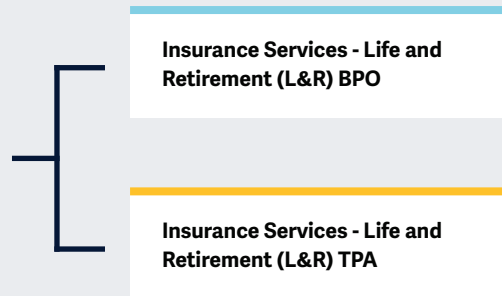 Insurance Services - Life and
Retirement (L&R) BPO
Insurance Services - Life and
Retirement (L&R) TPA